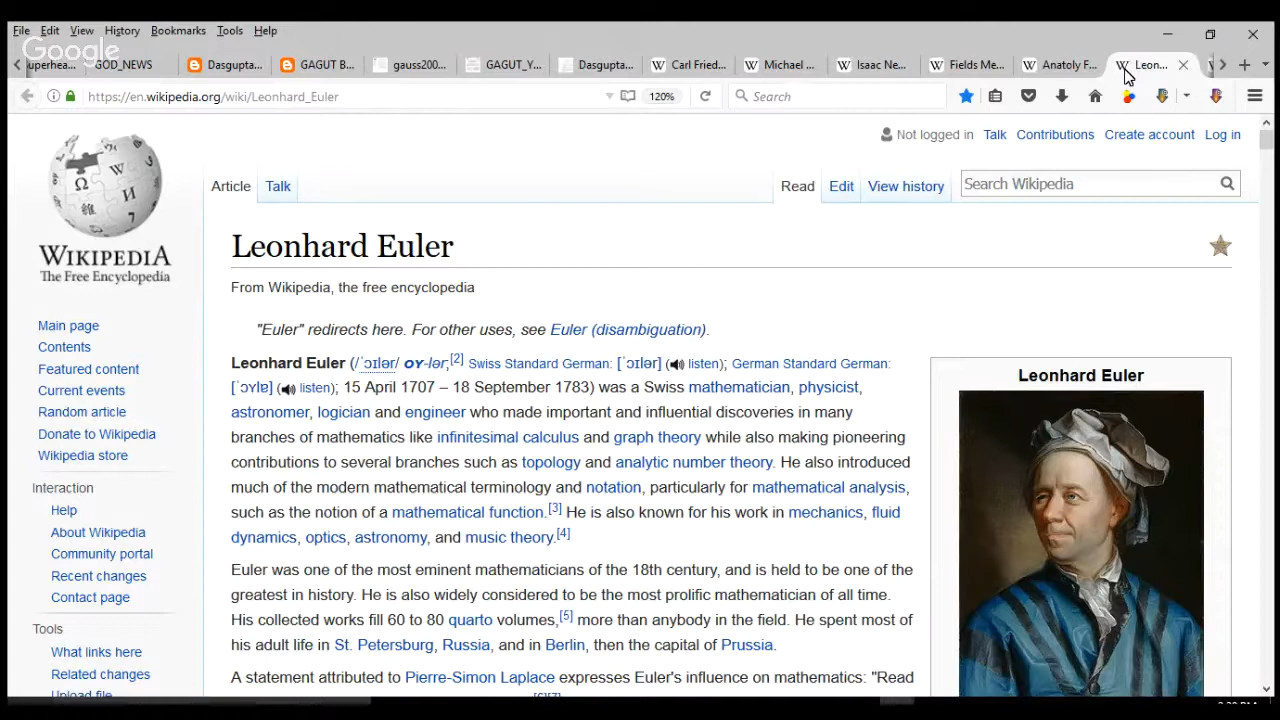 File Edit View History Bookmarks Tools Help
Google
uperhea... GOD_NEWS Dasgupta... GAGUT B... gauss200... GAGUT_Y... Dasgupta... Carl Fried... Michael ... Isaac Ne... Fields Me... Anatoly F... Leon...
https://en.wikipedia.org/wiki/Leonhard_Euler 120% Search
Not logged in Talk Contributions Create account Log in
Article Talk Read Edit View history Search Wikipedia
WIKIPEDIA
The Free Encyclopedia
Leonhard Euler
From Wikipedia, the free encyclopedia
"Euler" redirects here. For other uses, see Euler (disambiguation).
Leonhard Euler (/ˈɔɪlər/ OY-lər;[2] Swiss Standard German: [ˈɔɪlər] (listen); German Standard German:
[ˈɔʏlɐ] (listen); 15 April 1707 – 18 September 1783) was a Swiss mathematician, physicist,
astronomer, logician and engineer who made important and influential discoveries in many
branches of mathematics like infinitesimal calculus and graph theory while also making pioneering
contributions to several branches such as topology and analytic number theory. He also introduced
much of the modern mathematical terminology and notation, particularly for mathematical analysis,
such as the notion of a mathematical function.[3] He is also known for his work in mechanics, fluid
dynamics, optics, astronomy, and music theory.[4]
Euler was one of the most eminent mathematicians of the 18th century, and is held to be one of the
greatest in history. He is also widely considered to be the most prolific mathematician of all time.
His collected works fill 60 to 80 quarto volumes,[5] more than anybody in the field. He spent most of
his adult life in St. Petersburg, Russia, and in Berlin, then the capital of Prussia.
A statement attributed to Pierre-Simon Laplace expresses Euler's influence on mathematics: "Read
Leonhard Euler
Main page
Contents
Featured content
Current events
Random article
Donate to Wikipedia
Wikipedia store
Interaction
Help
About Wikipedia
Community portal
Recent changes
Contact page
Tools
What links here
Related changes
Upload file